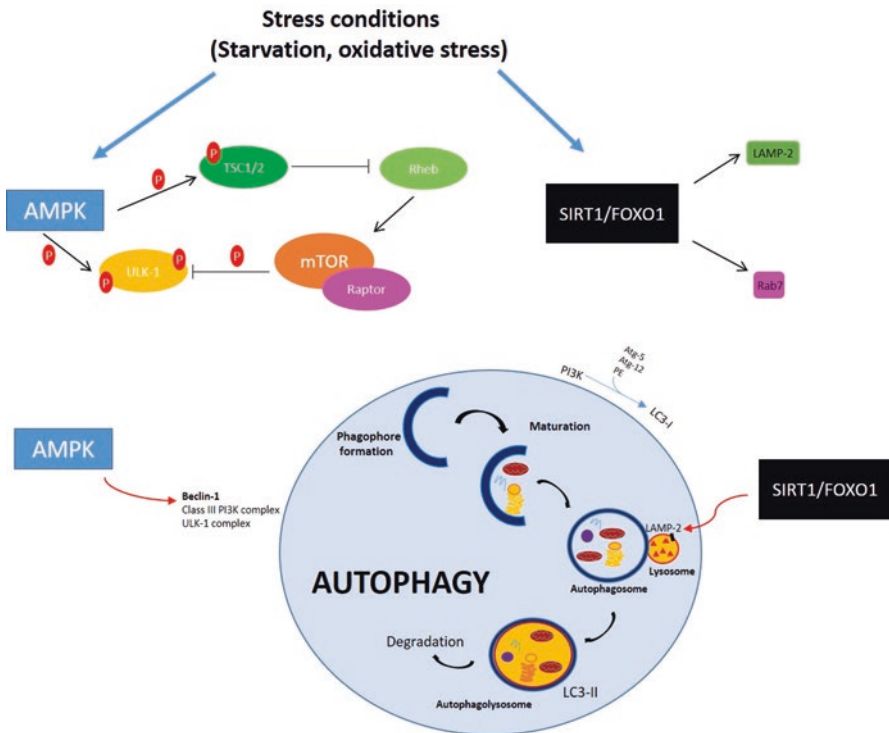 Stress conditions
(Starvation, oxidative stress)
P
TSC1/2
Rheb
LAMP-2
P
AMPK
SIRT1/FOXO1
P
P
P
mTOR
ULK-1
P
Raptor
Rab7
Atg-5
Atg-12
PE
PI3K
LC3-I
Phagophore
formation
Maturation
AMPK
Beclin-1
Class III PI3K complex
ULK-1 complex
SIRT1/FOXO1
LAMP-2
Lysosome
Autophagosome
AUTOPHAGY
Degradation
LC3-II
Autophagolysosome